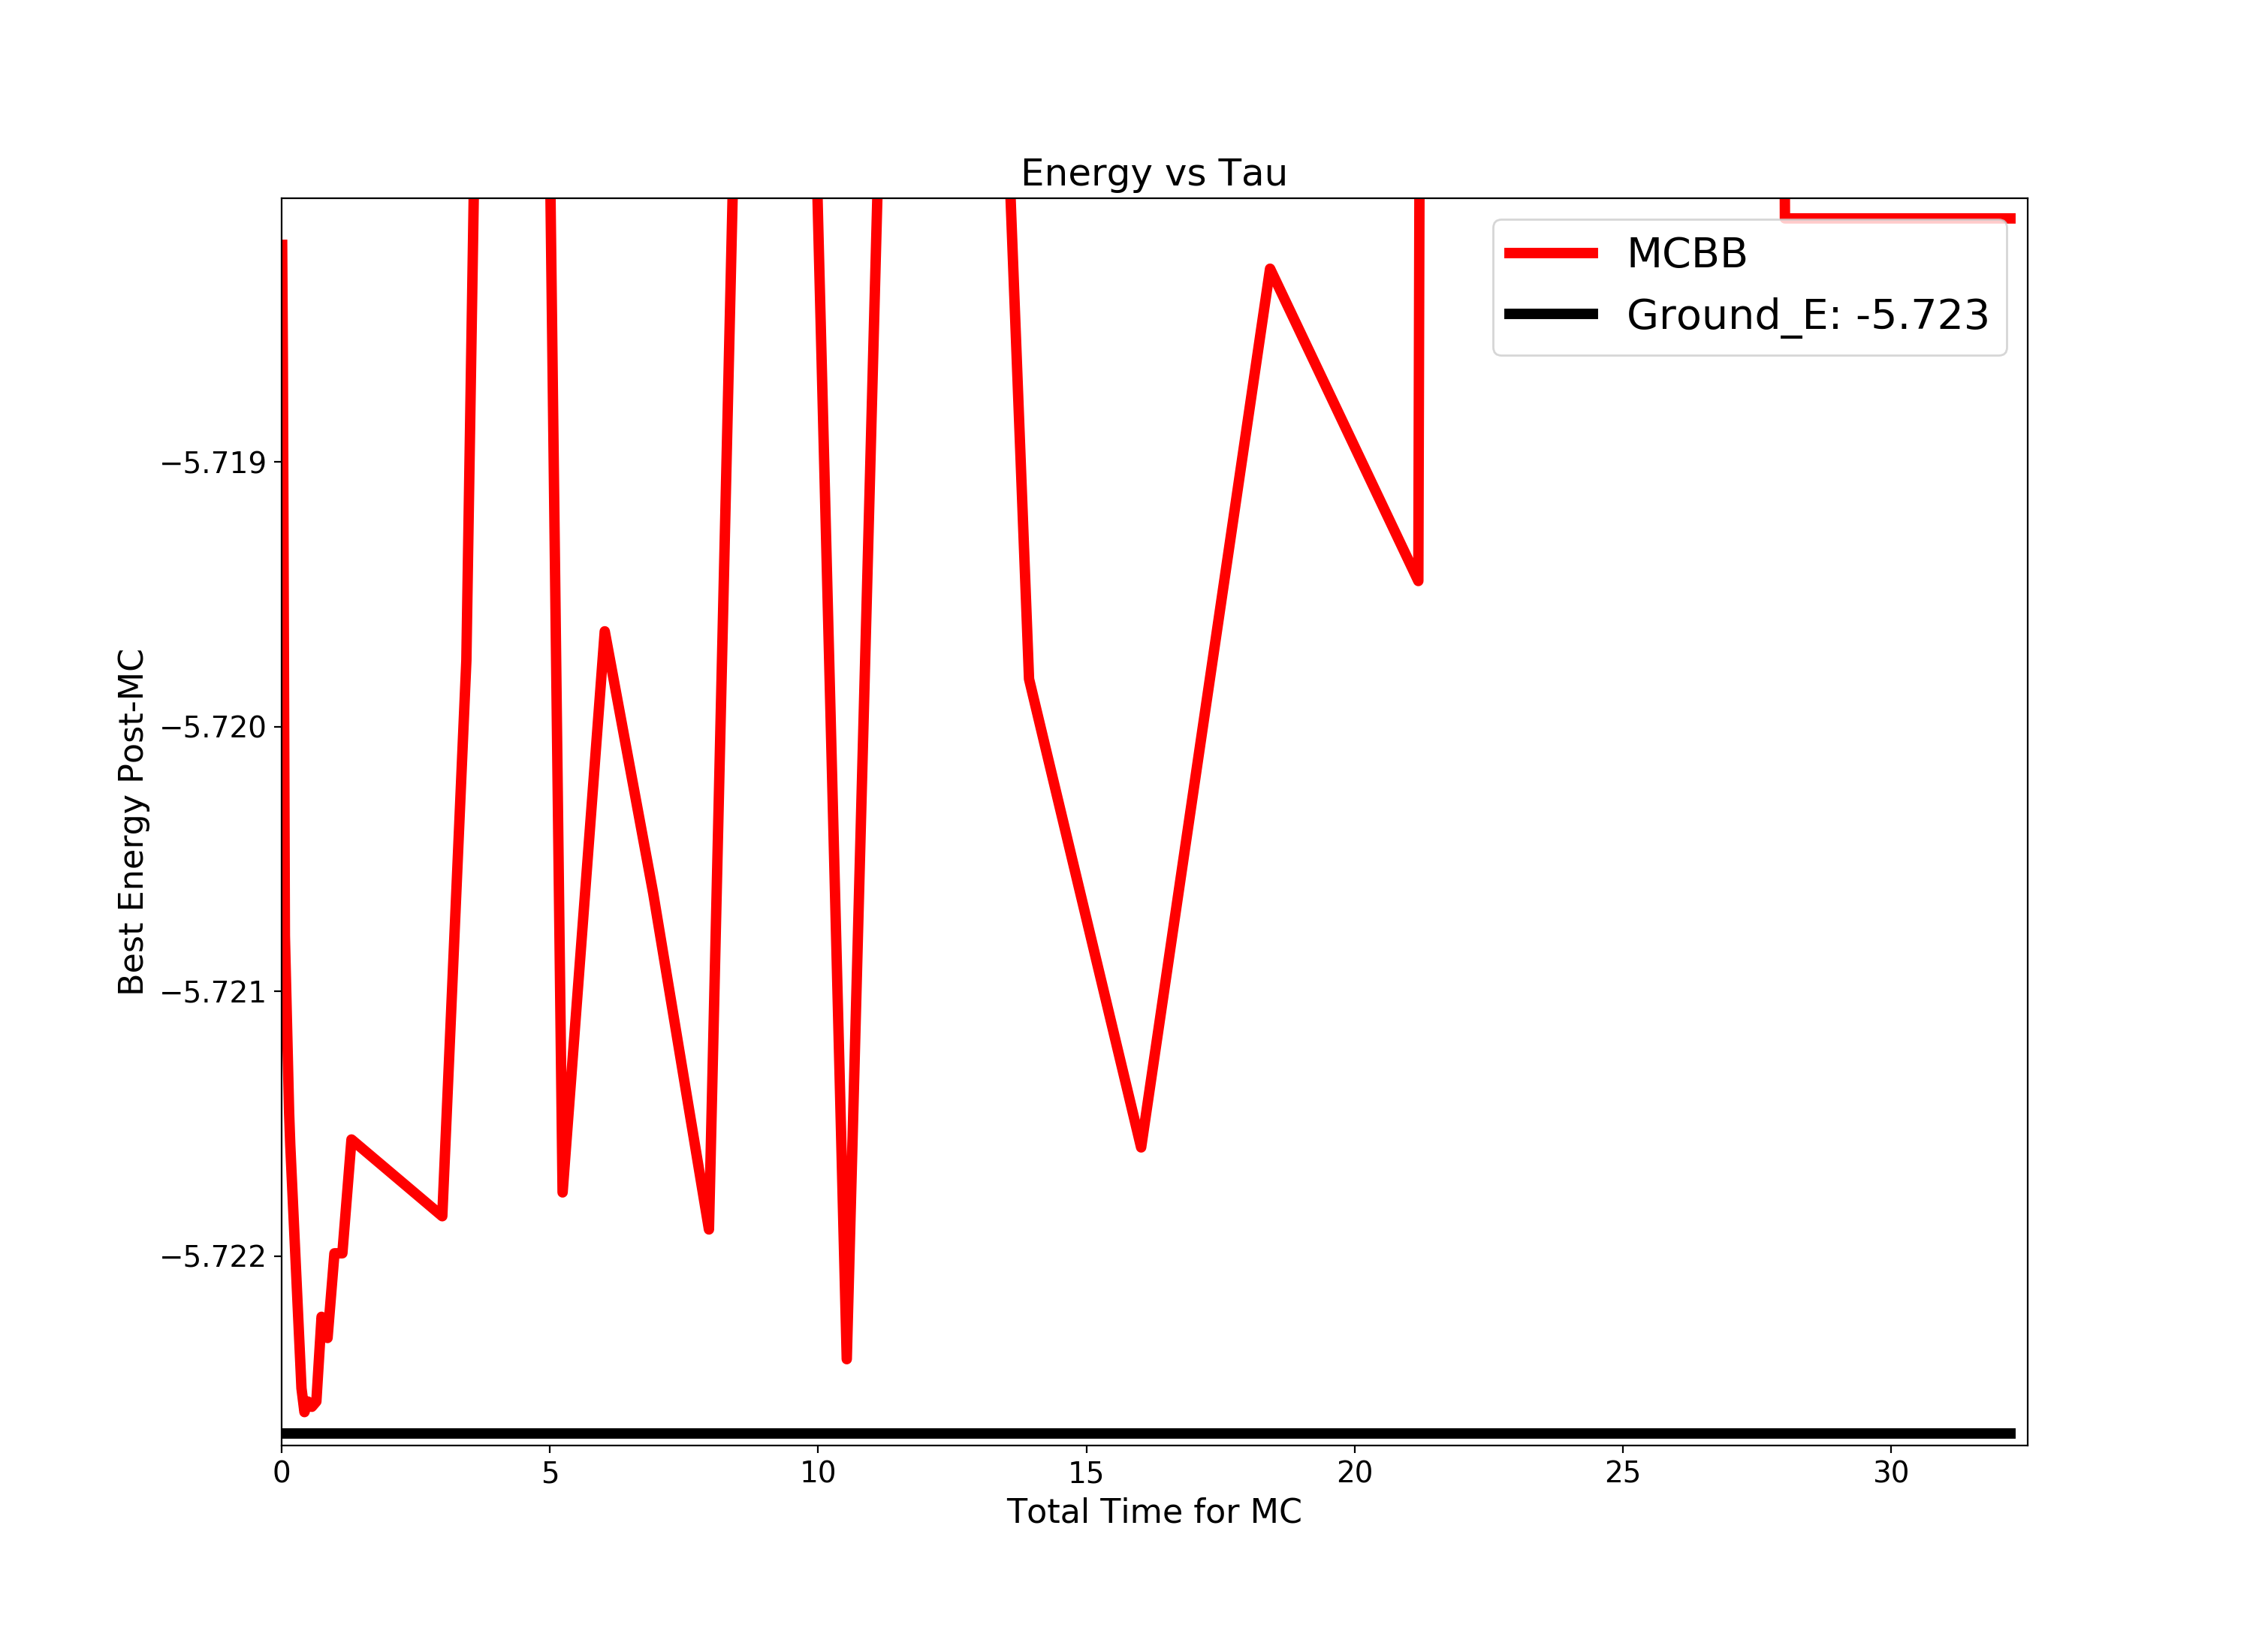 Energy vs Tau
MCBB
Ground_E: -5.723
−5.719
−5.720
−5.721
−5.722
Best Energy Post-MC
0 5 10 15 20 25 30
Total Time for MC